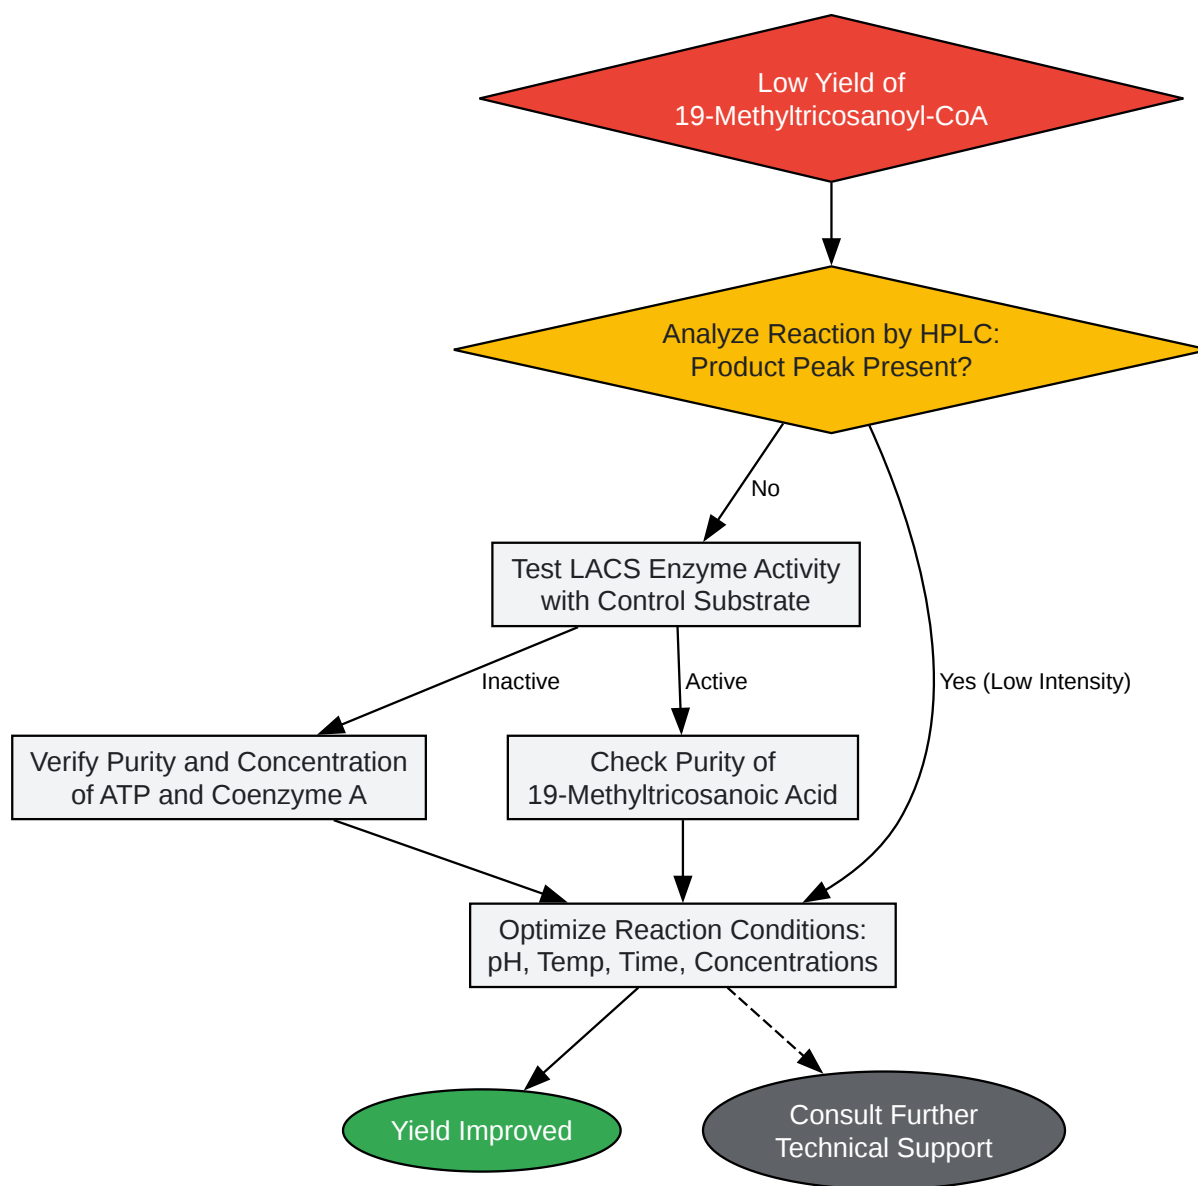 Low Yield of
19-Methyltricosanoyl-CoA
Analyze Reaction by HPLC:
Product Peak Present?
No
Test LACS Enzyme Activity
with Control Substrate
Inactive
Active
Yes (Low Intensity)
Verify Purity and Concentration
of ATP and Coenzyme A
Check Purity of
19-Methyltricosanoic Acid
Optimize Reaction Conditions:
pH, Temp, Time, Concentrations
Yield Improved
Consult Further
Technical Support